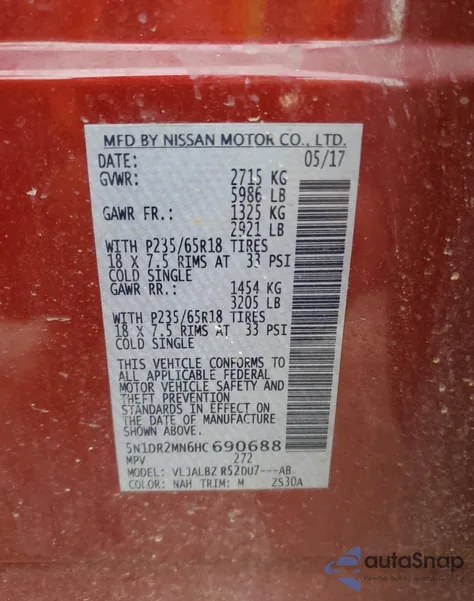 MFD BY NISSAN MOTOR CO., LTD.
DATE: 05/17
GVWR: 2715 KG
5986 LB
GAWR FR.: 1325 KG
2921 LB
WITH P235/65R18 TIRES
18 X 7.5 RIMS AT 33 PSI
COLD SINGLE
GAWR RR.: 1454 KG
3205 LB
WITH P235/65R18 TIRES
18 X 7.5 RIMS AT 33 PSI
COLD SINGLE
THIS VEHICLE CONFORMS TO
ALL APPLICABLE FEDERAL
MOTOR VEHICLE SAFETY AND
THEFT PREVENTION
STANDARDS IN EFFECT ON
THE DATE OF MANUFACTURE
SHOWN ABOVE.
5N1DR2MN6HC690688
MPV 272
MODEL: VLJALBZ R52DU7---AB
COLOR: NAH TRIM: M ZS30A
autoSnap